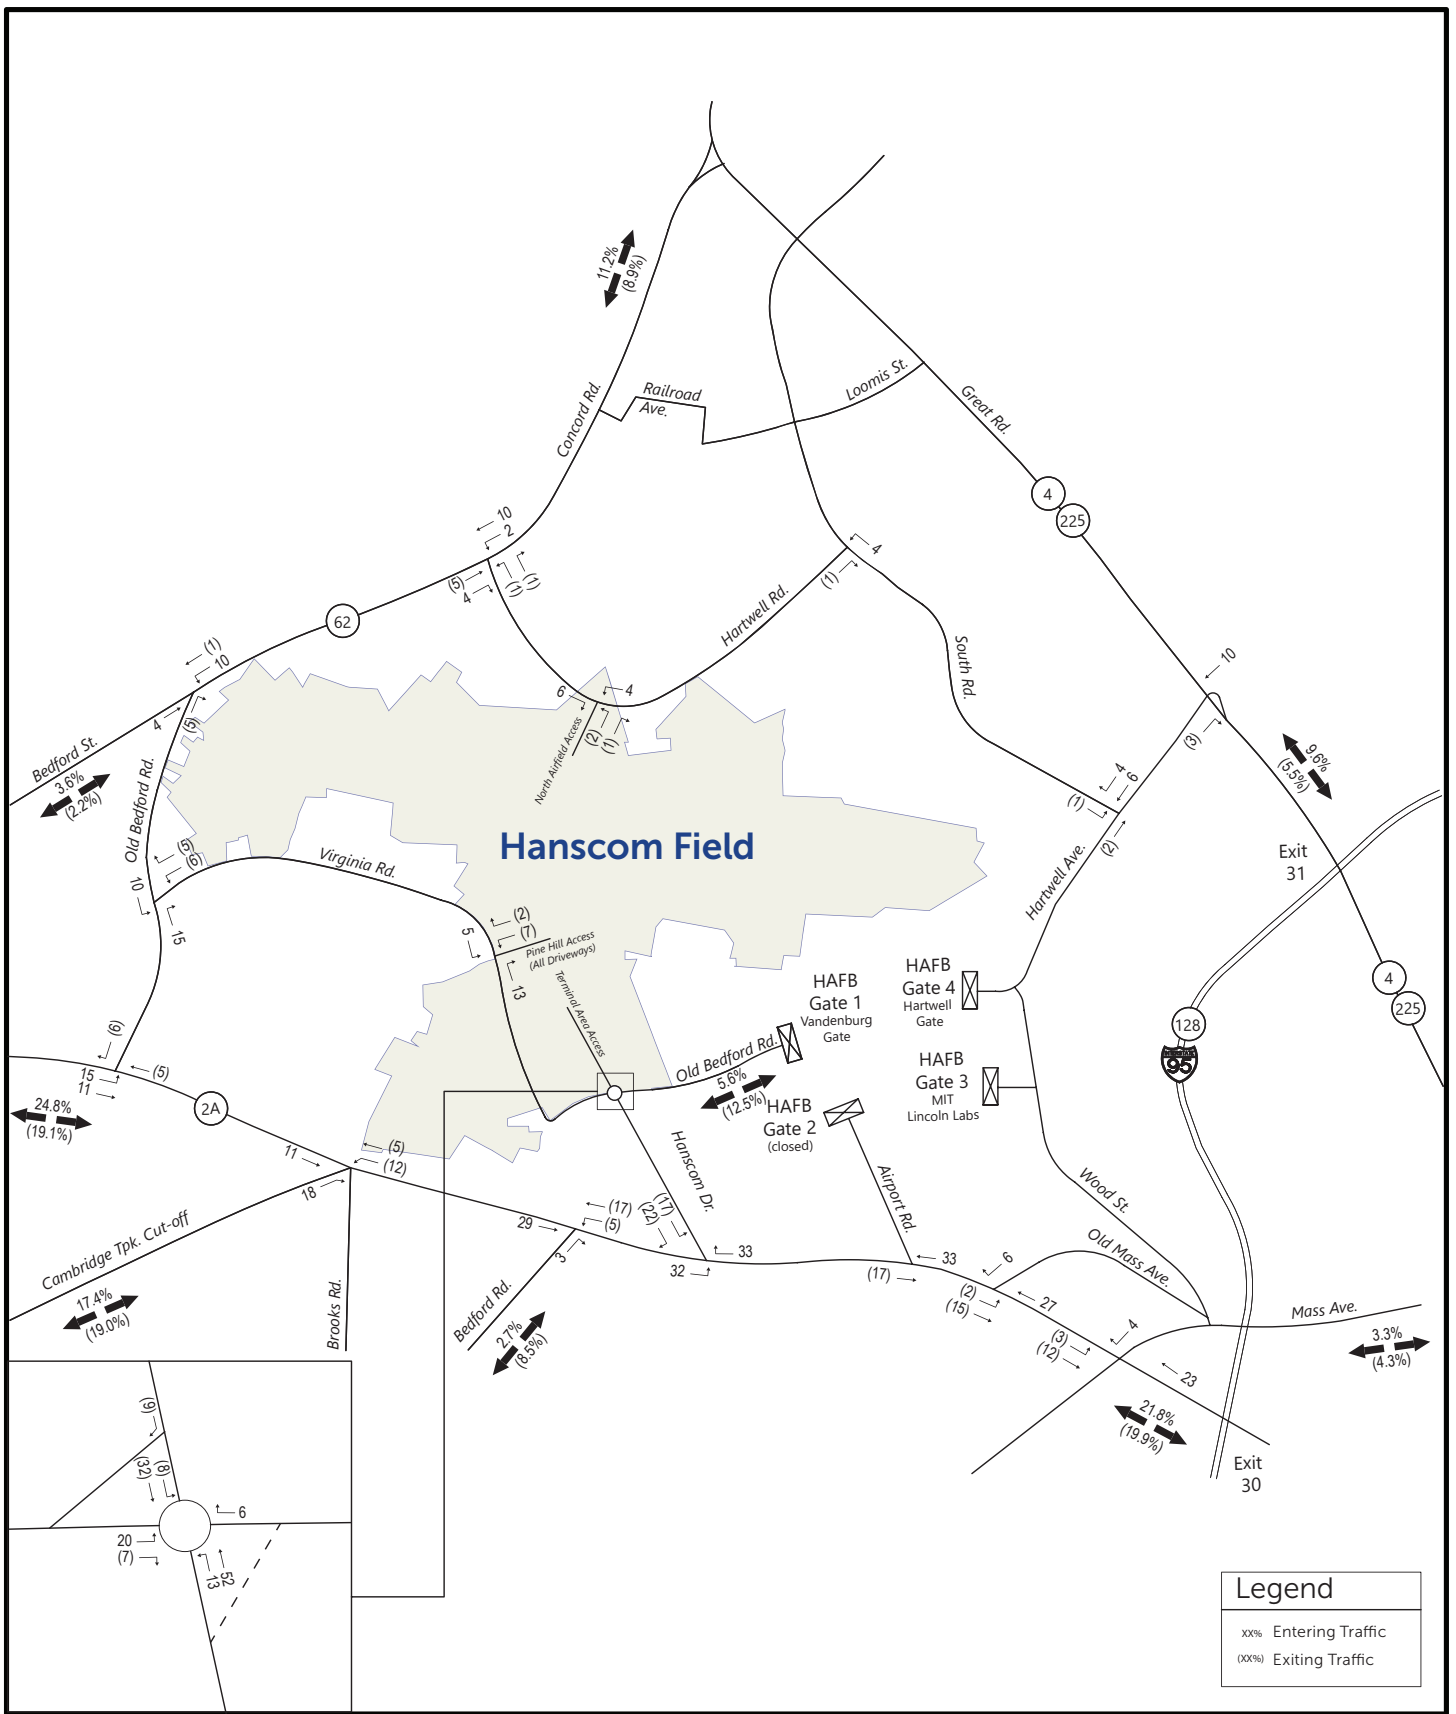 11.2%
(8.9%)
Concord Rd.
Railroad
Ave.
Loomis St.
Great Rd.
4
225
10
2
(5)
4
(1)
(1)
4
(1)
Hartwell Rd.
South Rd.
62
(1)
10
4
(5)
Bedford St.
3.6%
(2.2%)
6
4
(2)
(1)
North Airfield Access
10
(3)
9.6%
(5.5%)
4
6
(1)
(2)
Hartwell Ave.
Exit
31
Old Bedford Rd.
(5)
(6)
10
15
Virginia Rd.
Hanscom Field
(2)
(7)
5
13
Pine Hill Access
(All Driveways)
Terminal Area Access
HAFB
Gate 1
Vandenburg
Gate
HAFB
Gate 4
Hartwell
Gate
4
225
128
INTERSTATE
95
HAFB
Gate 3
MIT
Lincoln Labs
Old Bedford Rd.
5.6%
(12.5%)
HAFB
Gate 2
(closed)
(6)
(5)
15
11
24.8%
(19.1%)
2A
11
(5)
(12)
18
Cambridge Tpk. Cut-off
17.4%
(19.0%)
Brooks Rd.
29
(17)
(5)
3
Bedford Rd.
2.7%
(8.5%)
Hanscom Dr.
(17)
(22)
33
32
Airport Rd.
33
(17)
6
(2)
(15)
27
Wood St.
Old Mass Ave.
(3)
(12)
4
23
Mass Ave.
3.3%
(4.3%)
21.8%
(19.9%)
Exit
30
(9)
(8)
(32)
6
20
(7)
13
52
Legend
XX% Entering Traffic
(XX%) Exiting Traffic